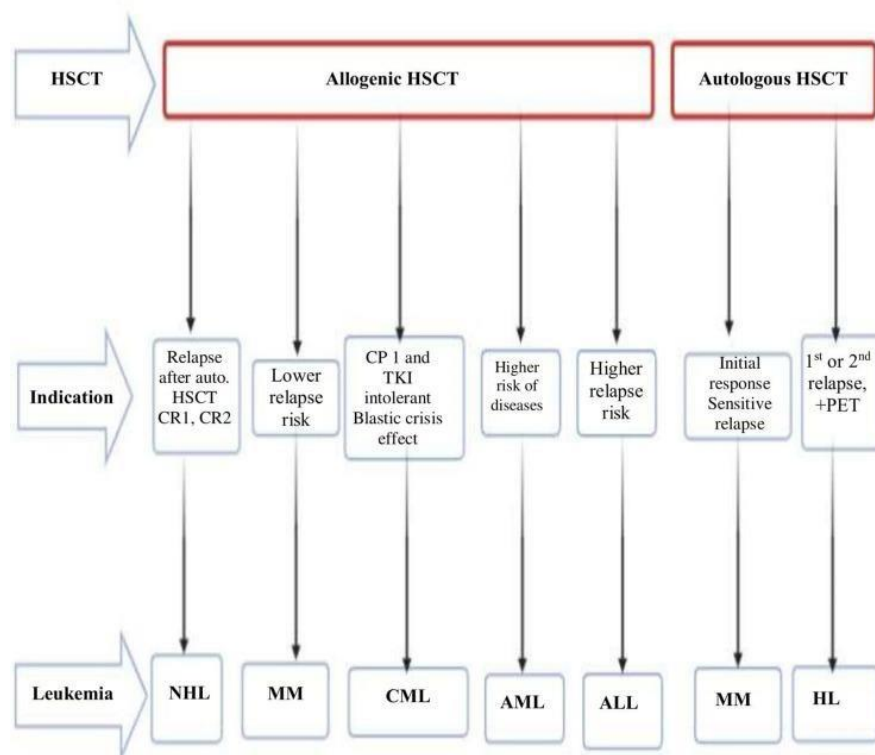 HSCT
Allogenic HSCT
Autologous HSCT
Indication
Relapse
after auto.
HSCT
CR1, CR2
Lower
relapse
risk
CP 1 and
TKI
intolerant
Blastic crisis
effect
Higher
risk of
diseases
Higher
relapse
risk
Initial
response
Sensitive
relapse
1st or 2nd
relapse,
+PET
Leukemia
NHL
MM
CML
AML
ALL
MM
HL